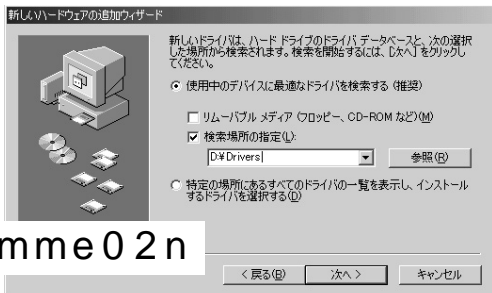 新しいハードウェアの追加ウィザード
新しいドライバは、ハード ドライブのドライバ データベースと、次の選択
した場所から検索されます。検索を開始するには、[次へ] をクリックし
てください。
使用中のデバイスに最適なドライバを検索する (推奨)
リムーバブル メディア (フロッピー、CD-ROM など)(M)
検索場所の指定(L):
D:¥Drivers
参照(R)
特定の場所にあるすべてのドライバの一覧を表示し、インストール
するドライバを選択する(D)
mme02n
< 戻る(B)
次へ >
キャンセル